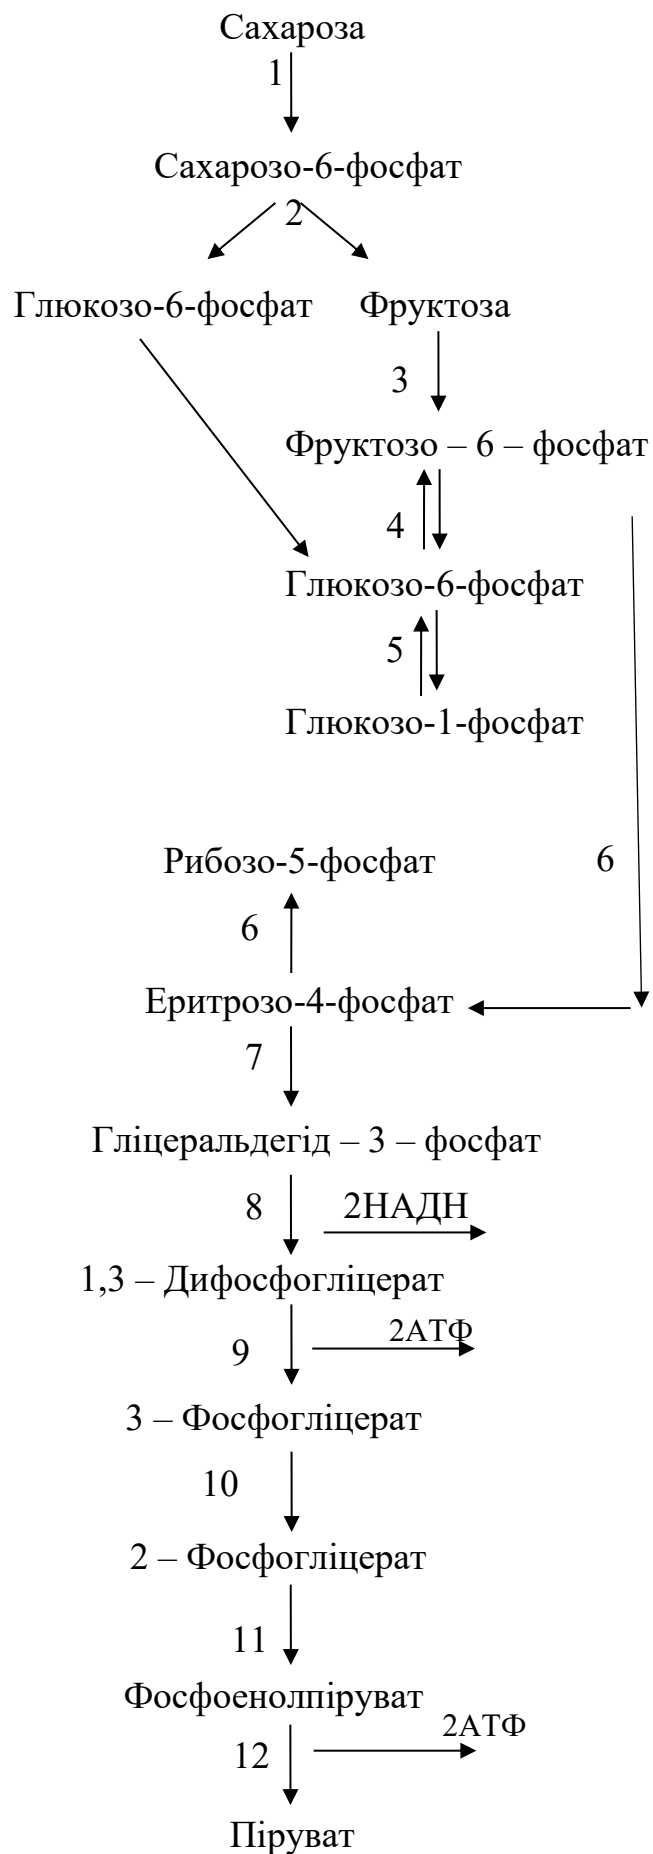 Сахароза
1
Сахарозо-6-фосфат
2
Глюкозо-6-фосфат Фруктоза
3
Фруктозо – 6 – фосфат
4
Глюкозо-6-фосфат
5
Глюкозо-1-фосфат
Рибозо-5-фосфат 6
6
Еритрозо-4-фосфат
7
Гліцеральдегід – 3 – фосфат
8 2НАДН
1,3 – Дифосфогліцерат
9 2АТФ
3 – Фосфогліцерат
10
2 – Фосфогліцерат
11
Фосфоенолпіруват
12 2АТФ
Піруват